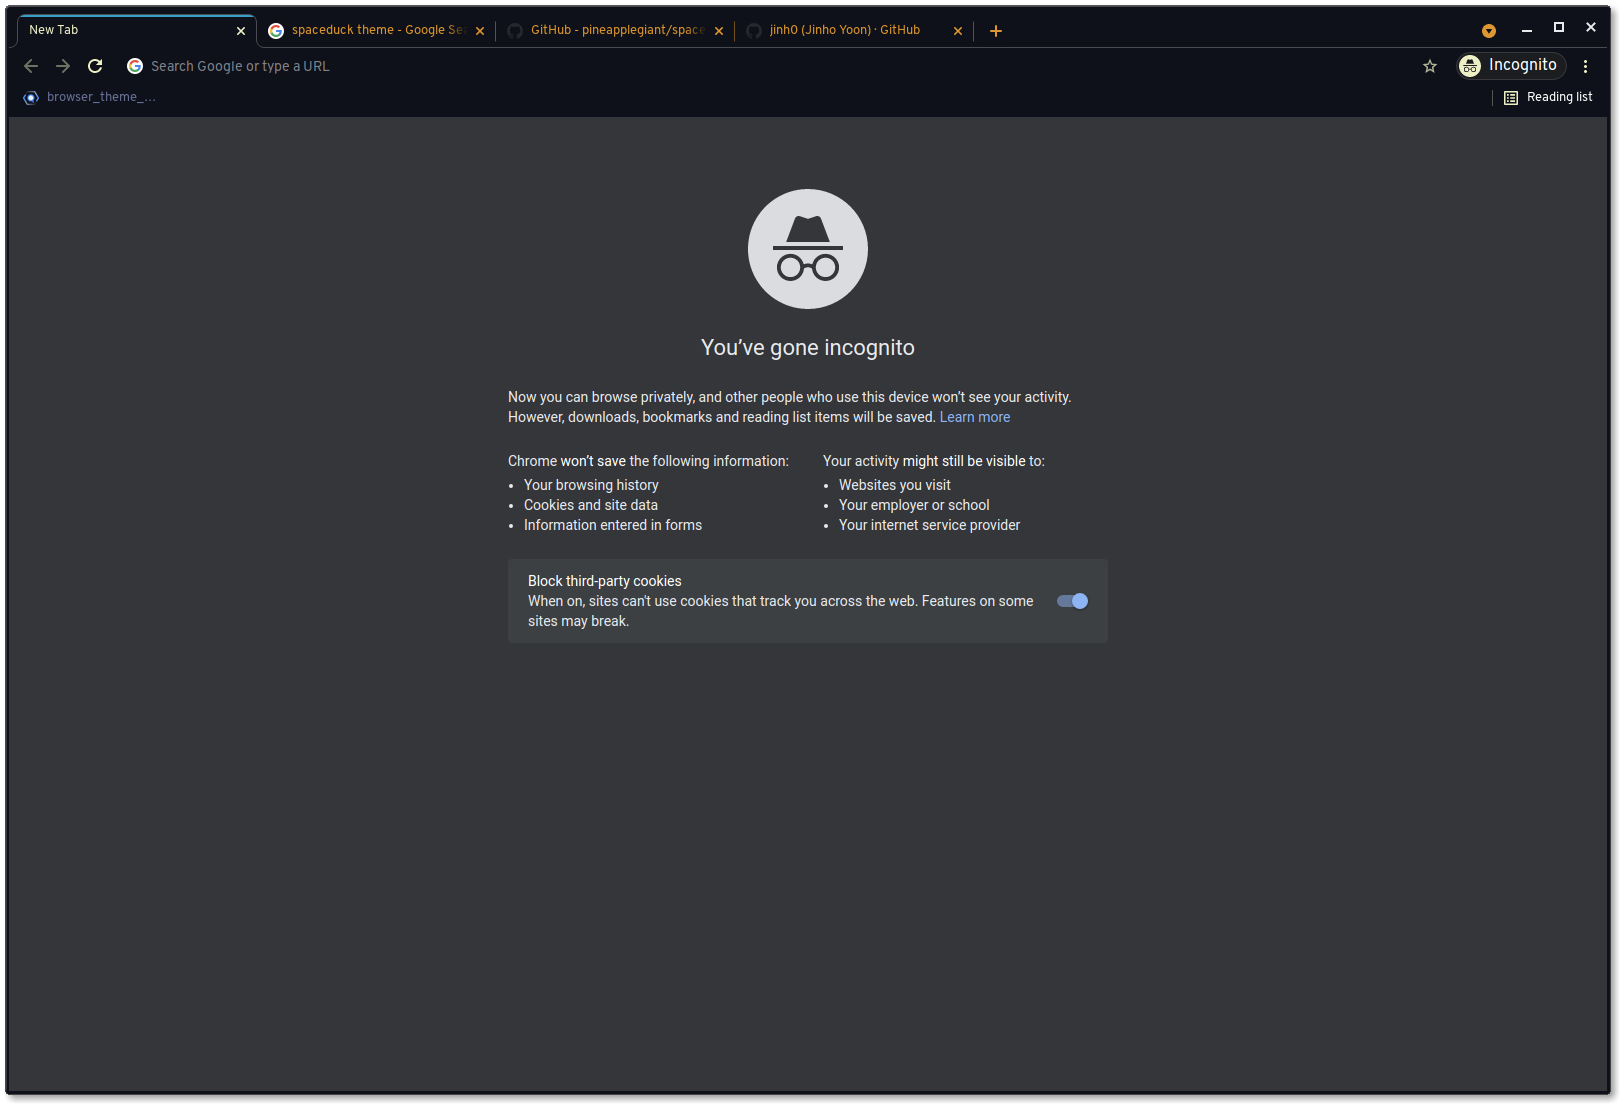 New Tab
spaceduck theme - Google Se
GitHub - pineapplegiant/space
jinh0 (Jinho Yoon) · GitHub
Search Google or type a URL
Incognito
browser_theme_...
Reading list
You’ve gone incognito
Now you can browse privately, and other people who use this device won’t see your activity.
However, downloads, bookmarks and reading list items will be saved. Learn more
Chrome won’t save the following information:
Your browsing history
Cookies and site data
Information entered in forms
Your activity might still be visible to:
Websites you visit
Your employer or school
Your internet service provider
Block third-party cookies
When on, sites can't use cookies that track you across the web. Features on some
sites may break.